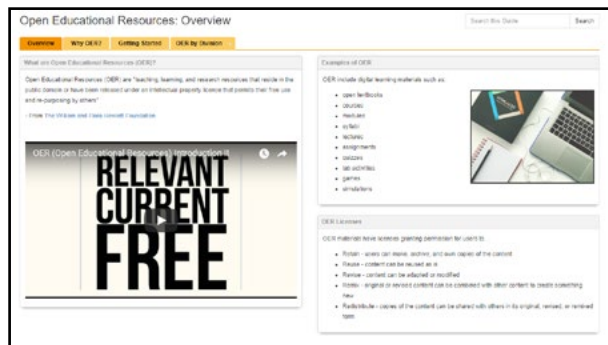 Open Educational Resources: Overview
Search this Guide Search
Overview Why OER? Getting Started OER by Division
What are Open Educational Resources (OER)?
Open Educational Resources (OER) are "teaching, learning, and research resources that reside in the
public domain or have been released under an intellectual property license that permits their free use
and re-purposing by others"
- From The William and Flora Hewlett Foundation
OER (Open Educational Resources) Introduction II
RELEVANT
CURRENT
FREE
Examples of OER
OER include digital learning materials such as:
open textbooks
courses
modules
syllabi
lectures
assignments
quizzes
lab activities
games
simulations
OER Licenses
OER materials have licenses granting permission for users to:
Retain - users can make, archive, and own copies of the content
Reuse - content can be reused as is
Revise - content can be adapted or modified
Remix - original or revised content can be combined with other content to create something
new
Redistribute - copies of the content can be shared with others in its original, revised, or remixed
form